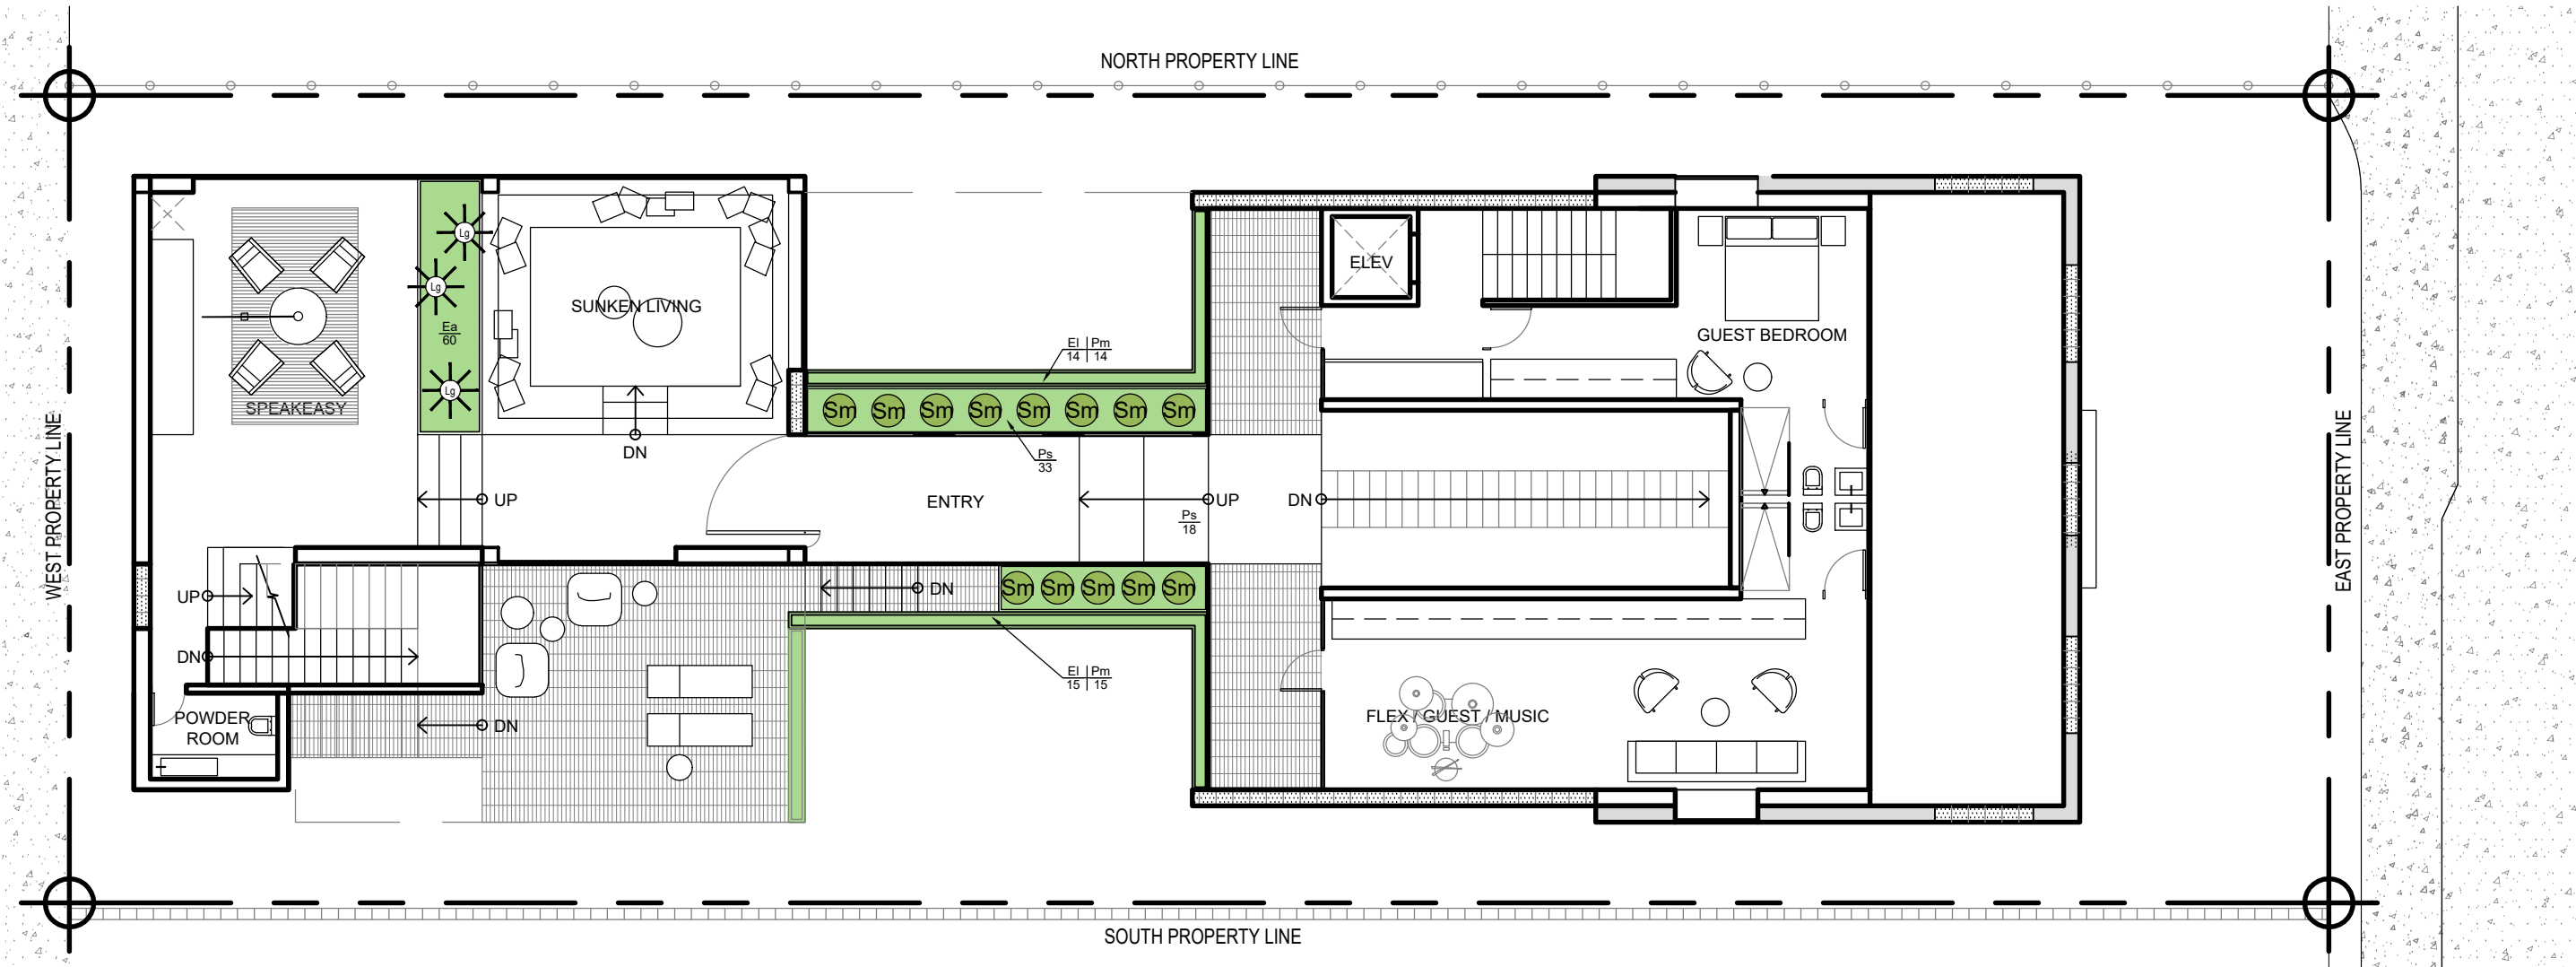 NORTH PROPERTY LINE
WEST PROPERTY LINE
EAST PROPERTY LINE
Lg
Lg
Lg
Ea
60
SPEAKEASY
SUNKEN LIVING
DN
UP
El | Pm
14 | 14
Sm Sm Sm Sm Sm Sm Sm Sm
Ps
33
ENTRY
UP
Ps
18
DN
ELEV
GUEST BEDROOM
UP
DN
POWDER
ROOM
DN
DN
Sm Sm Sm Sm Sm
El | Pm
15 | 15
FLEX / GUEST / MUSIC
SOUTH PROPERTY LINE